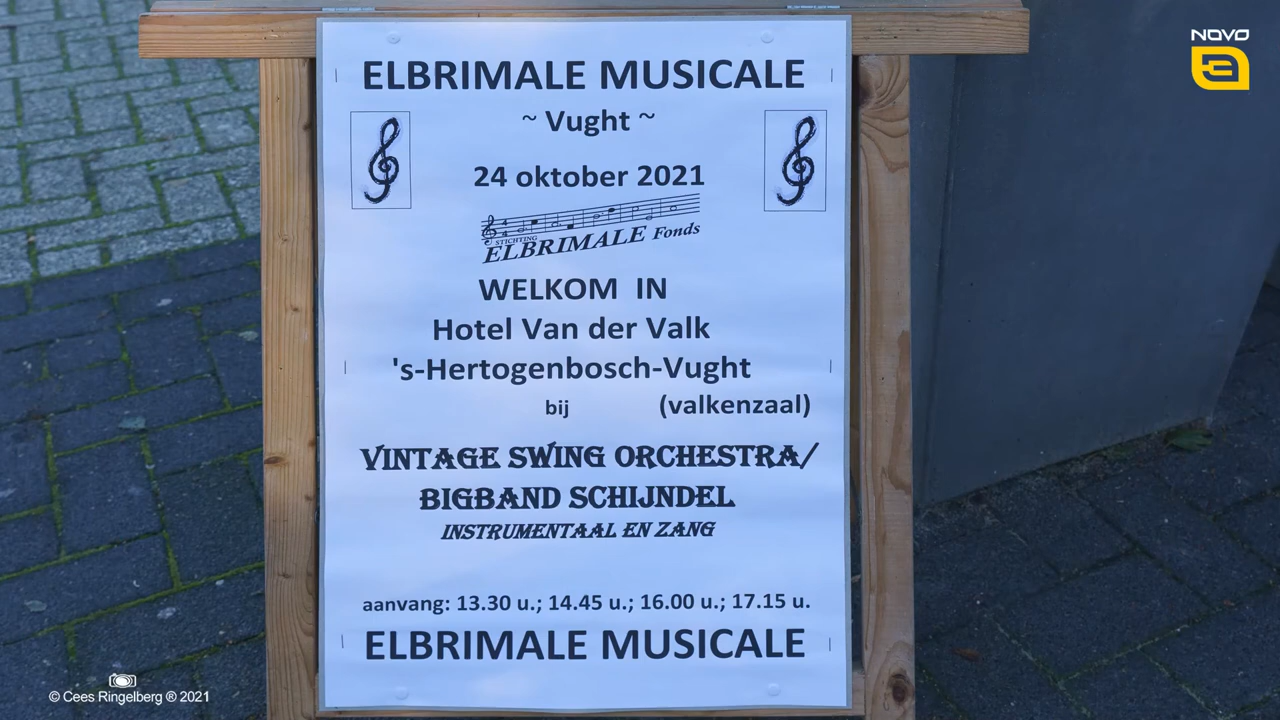 NOVO
3
ELBRIMALE MUSICALE
~ Vught ~
24 oktober 2021
STICHTING
ELBRIMALE Fonds
WELKOM IN
Hotel Van der Valk
's-Hertogenbosch-Vught
bij (valkenzaal)
VINTAGE SWING ORCHESTRA/
BIGBAND SCHIJNDEL
INSTRUMENTAAL EN ZANG
aanvang: 13.30 u.; 14.45 u.; 16.00 u.; 17.15 u.
ELBRIMALE MUSICALE
© Cees Ringelberg ® 2021